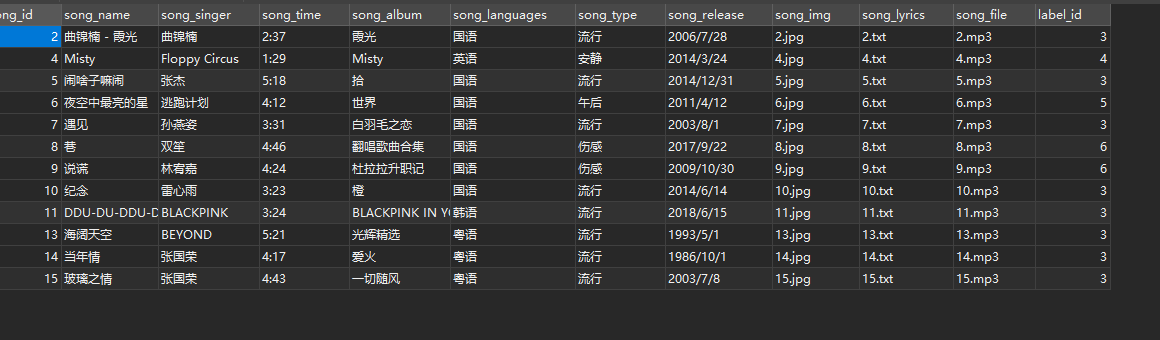 ong_id song_name song_singer song_time song_album song_languages song_type song_release song_img song_lyrics song_file label_id
2 曲锦楠 - 霞光 曲锦楠 2:37 霞光 国语 流行 2006/7/28 2.jpg 2.txt 2.mp3 3
4 Misty Floppy Circus 1:29 Misty 英语 安静 2014/3/24 4.jpg 4.txt 4.mp3 4
5 闹啥子嘛闹 张杰 5:18 拾 国语 流行 2014/12/31 5.jpg 5.txt 5.mp3 3
6 夜空中最亮的星 逃跑计划 4:12 世界 国语 午后 2011/4/12 6.jpg 6.txt 6.mp3 5
7 遇见 孙燕姿 3:31 白羽毛之恋 国语 流行 2003/8/1 7.jpg 7.txt 7.mp3 3
8 巷 双笙 4:46 翻唱歌曲合集 国语 伤感 2017/9/22 8.jpg 8.txt 8.mp3 6
9 说谎 林宥嘉 4:24 杜拉拉升职记 国语 伤感 2009/10/30 9.jpg 9.txt 9.mp3 6
10 纪念 雷心雨 3:23 橙 国语 流行 2014/6/14 10.jpg 10.txt 10.mp3 3
11 DDU-DU-DDU-D BLACKPINK 3:24 BLACKPINK IN YO 韩语 流行 2018/6/15 11.jpg 11.txt 11.mp3 3
13 海阔天空 BEYOND 5:21 光辉精选 粤语 流行 1993/5/1 13.jpg 13.txt 13.mp3 3
14 当年情 张国荣 4:17 爱火 粤语 流行 1986/10/1 14.jpg 14.txt 14.mp3 3
15 玻璃之情 张国荣 4:43 一切随风 粤语 流行 2003/7/8 15.jpg 15.txt 15.mp3 3